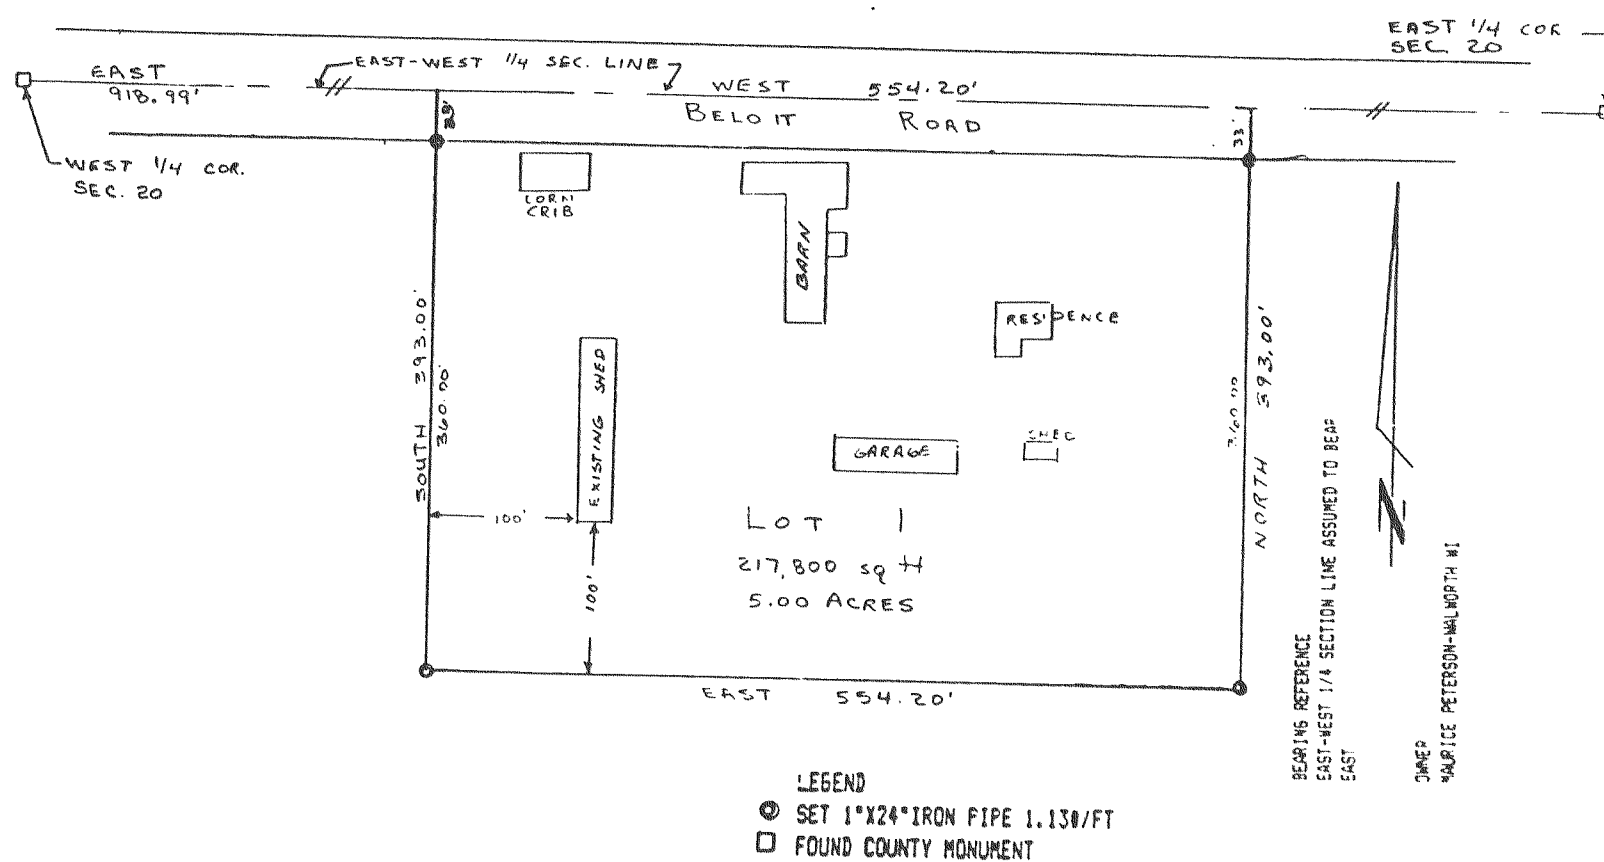 EAST 1/4 COR
SEC 20
EAST
918.99'
EAST-WEST 1/4 SEC. LINE
WEST 554.20'
BELOIT ROAD
33'
33'
WEST 1/4 COR.
SEC. 20
CORN
CRIB
BARN
RESIDENCE
SOUTH 393.00'
360.00'
EXISTING SHED
GARAGE
SHED
360.00
NORTH 393.00'
100'
100'
LOT 1
217,800 sq ft
5.00 ACRES
EAST 554.20'
BEARING REFERENCE
EAST-WEST 1/4 SECTION LINE ASSUMED TO BEAR
EAST
N
OWNER
MAURICE PETERSON-WALWORTH WI
LEGEND
SET 1"X24" IRON PIPE 1.13#/FT
FOUND COUNTY MONUMENT